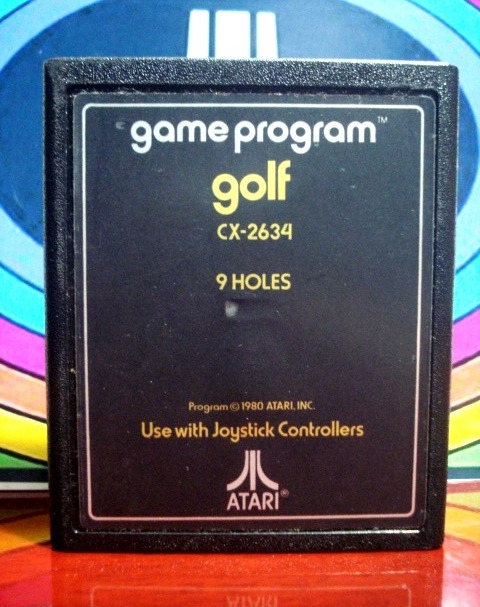 game program™
golf
CX-2634
9 HOLES
Program © 1980 ATARI, INC.
Use with Joystick Controllers
ATARI®